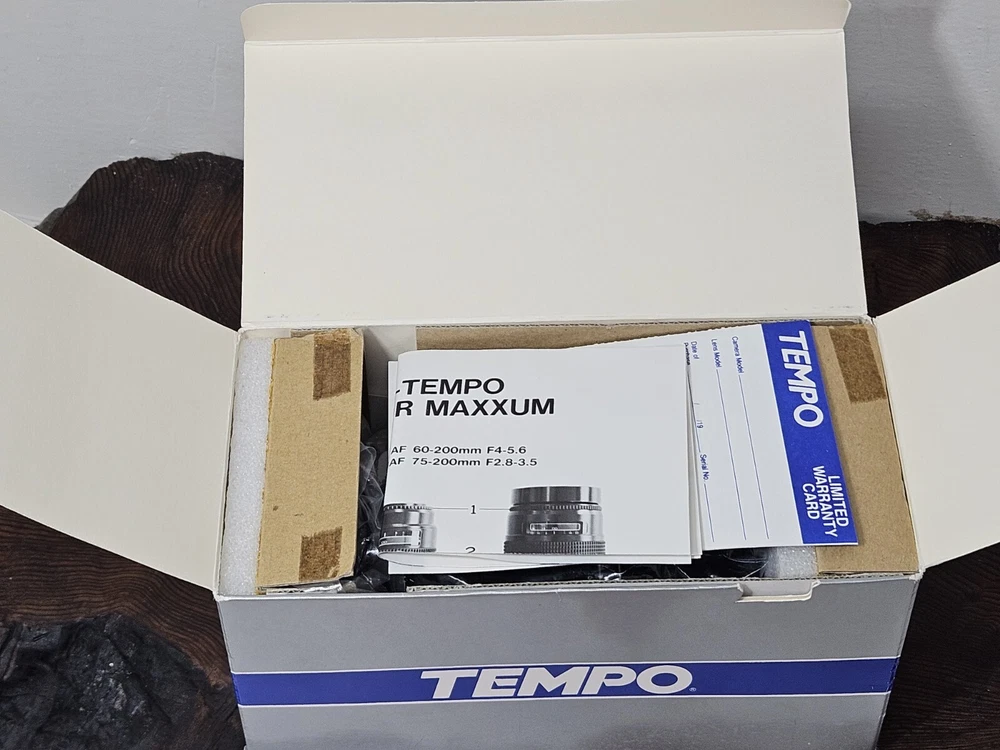 -TEMPO
R MAXXUM
AF 60-200mm F4-5.6
AF 75-200mm F2.8-3.5
1
2
TEMPO
LIMITED
WARRANTY
CARD
Camera Model
Lens Model
Date of
/ /19
Serial No.
TEMPO®